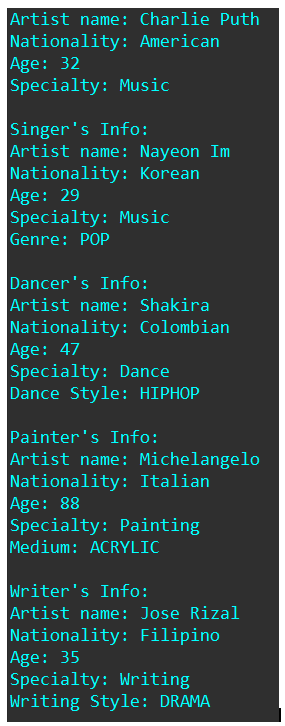 Artist name: Charlie Puth
Nationality: American
Age: 32
Specialty: Music

Singer's Info:
Artist name: Nayeon Im
Nationality: Korean
Age: 29
Specialty: Music
Genre: POP

Dancer's Info:
Artist name: Shakira
Nationality: Colombian
Age: 47
Specialty: Dance
Dance Style: HIPHOP

Painter's Info:
Artist name: Michelangelo
Nationality: Italian
Age: 88
Specialty: Painting
Medium: ACRYLIC

Writer's Info:
Artist name: Jose Rizal
Nationality: Filipino
Age: 35
Specialty: Writing
Writing Style: DRAMA